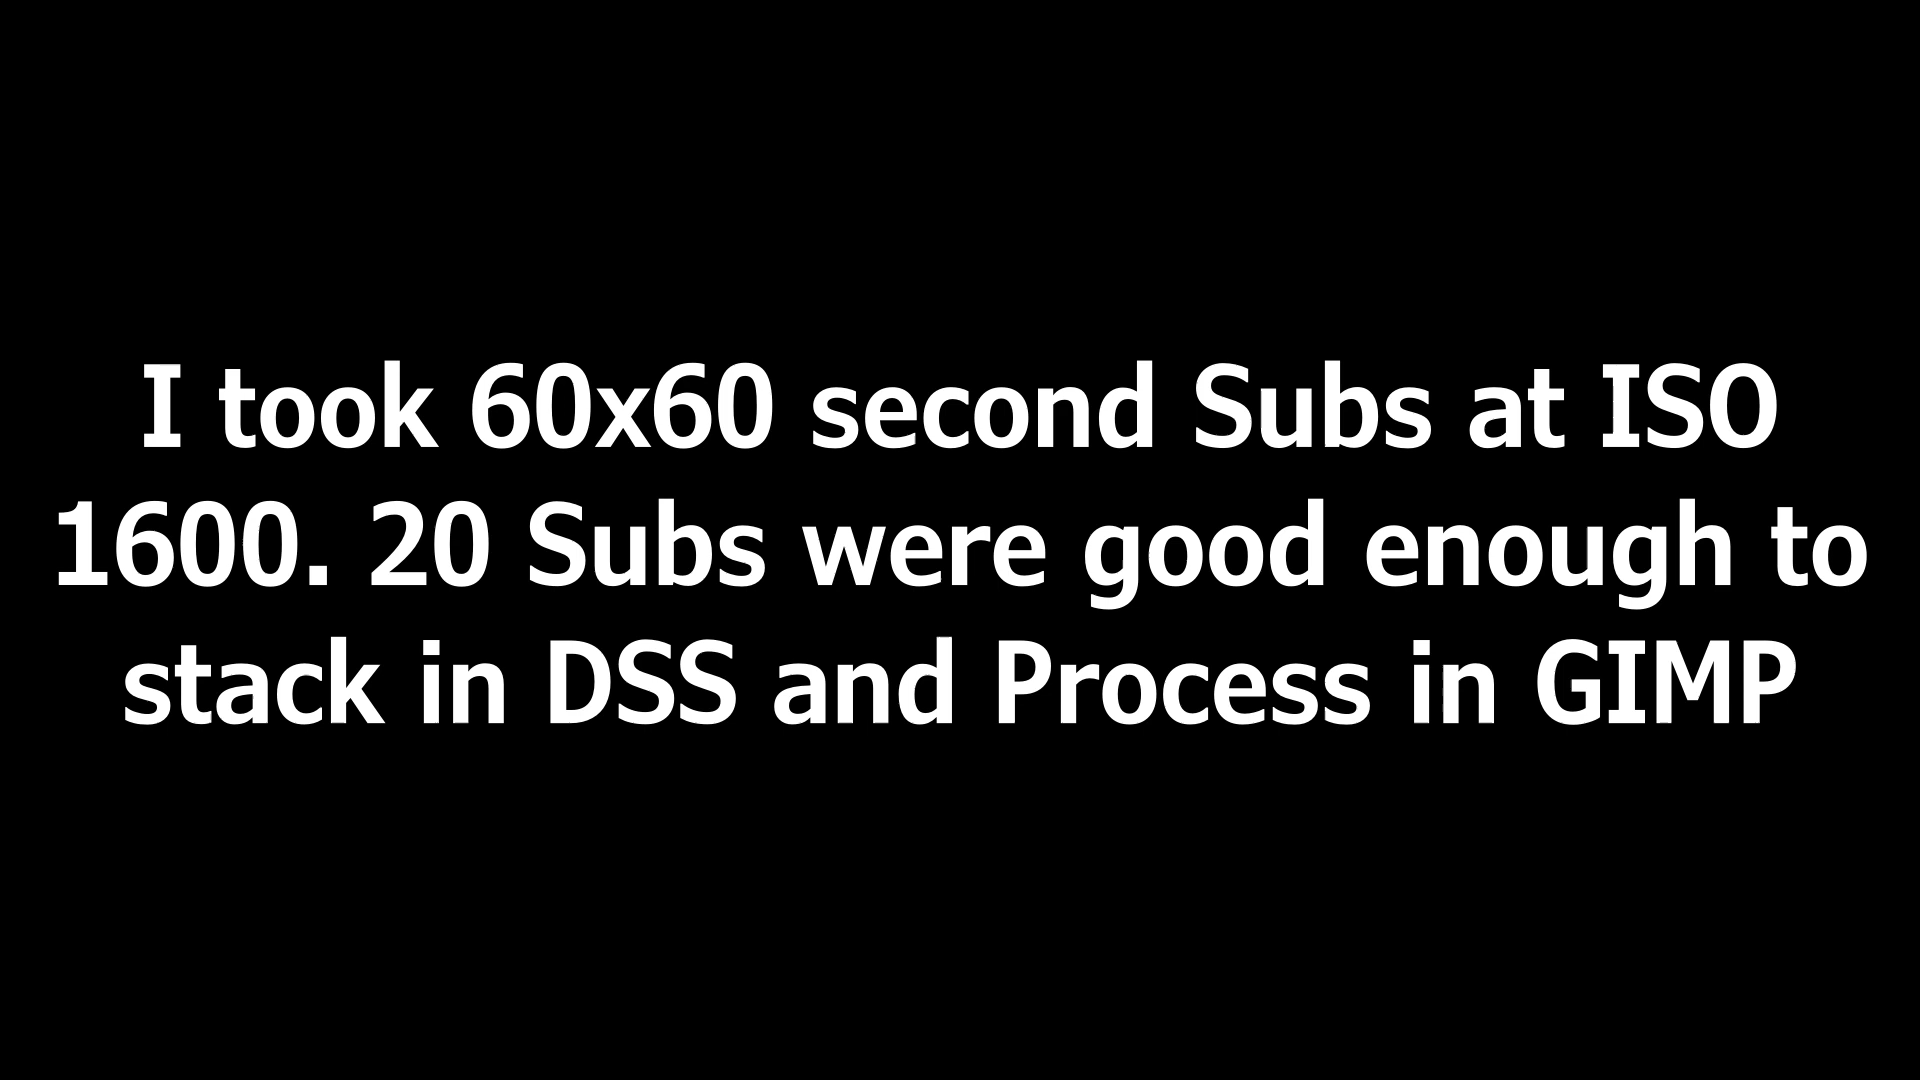 I took 60x60 second Subs at ISO
1600. 20 Subs were good enough to
stack in DSS and Process in GIMP